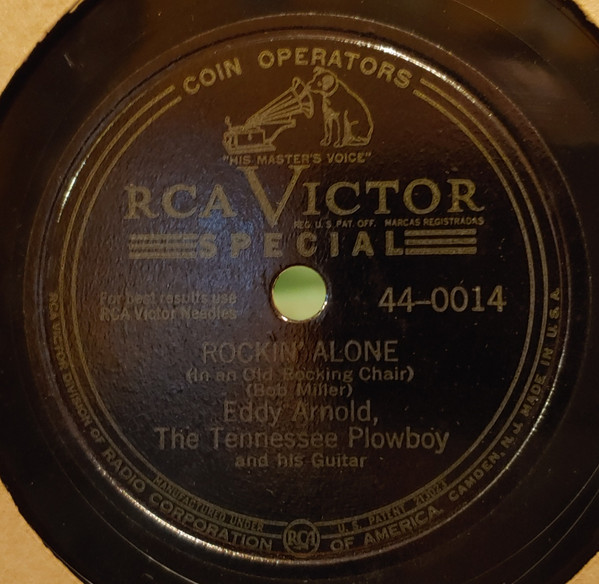 COIN OPERATORS
"HIS MASTER'S VOICE"
RCA VICTOR
REG. U.S. PAT. OFF. MARCAS REGISTRADAS
SPECIAL
For best results use
RCA Victor Needles
44-0014
ROCKIN' ALONE
(In an Old Rocking Chair)
(Bob Miller)
Eddy Arnold,
The Tennessee Plowboy
and his Guitar
MANUFACTURED UNDER
RCA
U.S. PATENT 213023
RCA VICTOR DIVISION OF RADIO CORPORATION OF AMERICA, CAMDEN, N.J. MADE IN U.S.A.